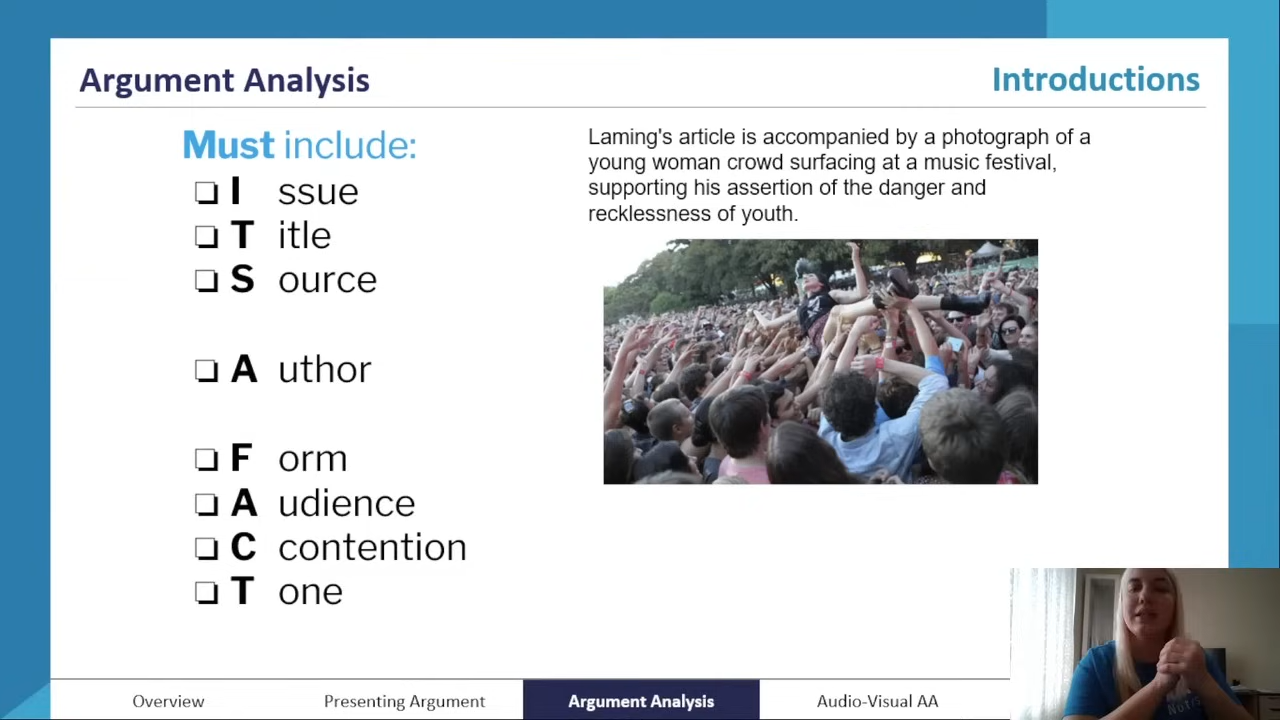 Argument Analysis
Introductions
Must include:
I ssue
T itle
S ource
A uthor
F orm
A udience
C contention
T one
Laming's article is accompanied by a photograph of a
young woman crowd surfacing at a music festival,
supporting his assertion of the danger and
recklessness of youth.
Overview
Presenting Argument
Argument Analysis
Audio-Visual AA